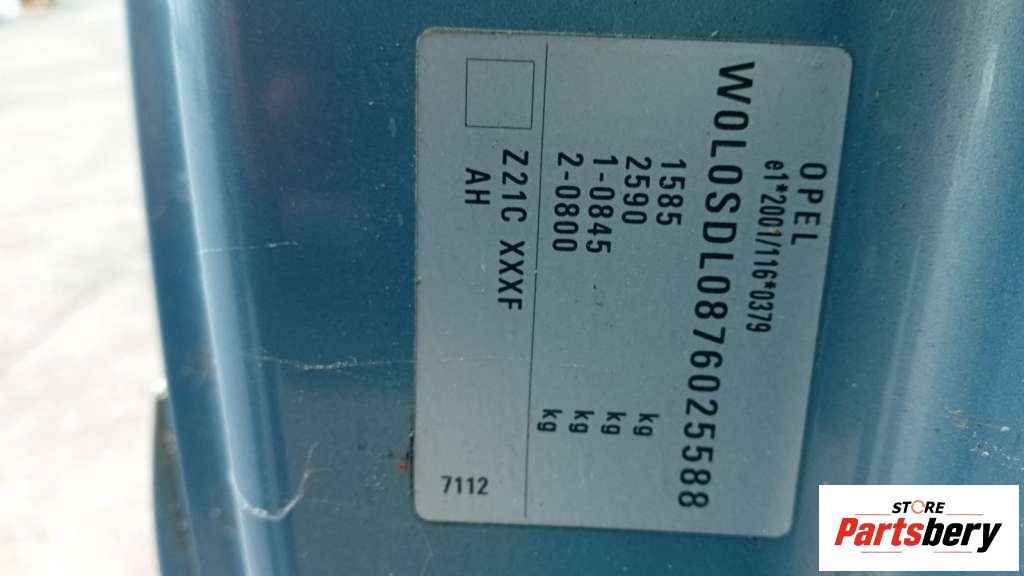 OPEL
e1*2001/116*0379
W0L0SDL0876025588
1585 kg
2590 kg
1-0845 kg
2-0800 kg
Z21C XXXF
AH
7112
STORE
Partsbery